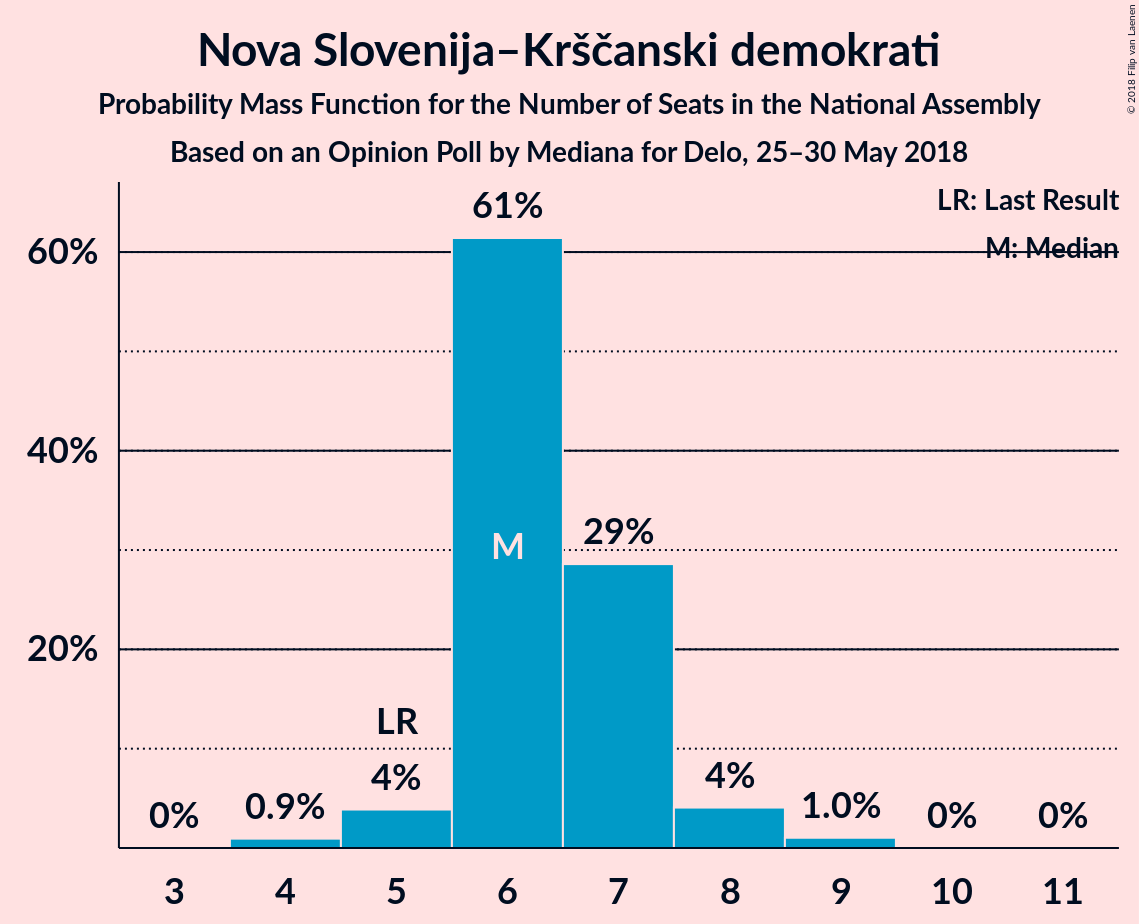 Nova Slovenija–Krščanski demokrati
Probability Mass Function for the Number of Seats in the National Assembly
Based on an Opinion Poll by Mediana for Delo, 25–30 May 2018
© 2018 Filip van Laenen
LR: Last Result
M: Median
60%
40%
20%
0%
0.9%
LR
4%
61%
M
29%
4%
1.0%
0%
0%
3 4 5 6 7 8 9 10 11